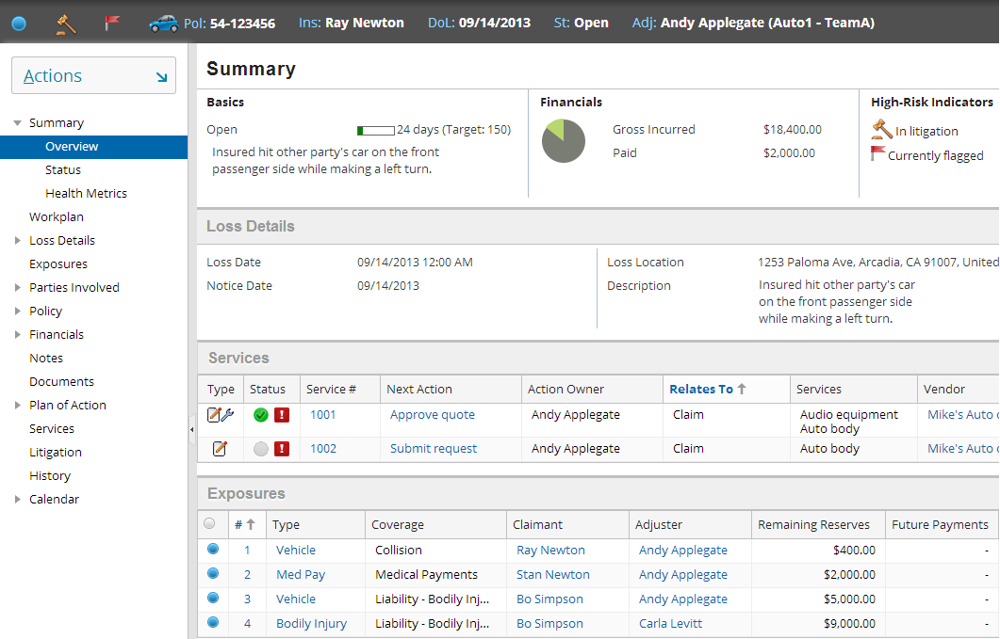 Pol: 54-123456 Ins: Ray Newton DoL: 09/14/2013 St: Open Adj: Andy Applegate (Auto1 - TeamA)
Actions
Summary
Overview
Status
Health Metrics
Workplan
Loss Details
Exposures
Parties Involved
Policy
Financials
Notes
Documents
Plan of Action
Services
Litigation
History
Calendar
Summary
Basics
Open 24 days (Target: 150)
Insured hit other party's car on the front
passenger side while making a left turn.
Financials
Gross Incurred $18,400.00
Paid $2,000.00
High-Risk Indicators
In litigation
Currently flagged
Loss Details
Loss Date 09/14/2013 12:00 AM
Notice Date 09/14/2013
Loss Location 1253 Paloma Ave, Arcadia, CA 91007, United
Description Insured hit other party's car
on the front passenger side
while making a left turn.
Services
Type Status Service # Next Action Action Owner Relates To Services Vendor
1001 Approve quote Andy Applegate Claim Audio equipment Mike's Auto
Auto body
1002 Submit request Andy Applegate Claim Auto body Mike's Auto
Exposures
# Type Coverage Claimant Adjuster Remaining Reserves Future Payments
1 Vehicle Collision Ray Newton Andy Applegate $400.00 -
2 Med Pay Medical Payments Stan Newton Andy Applegate $2,000.00 -
3 Vehicle Liability - Bodily Inj... Bo Simpson Andy Applegate $5,000.00 -
4 Bodily Injury Liability - Bodily Inj... Bo Simpson Carla Levitt $9,000.00 -